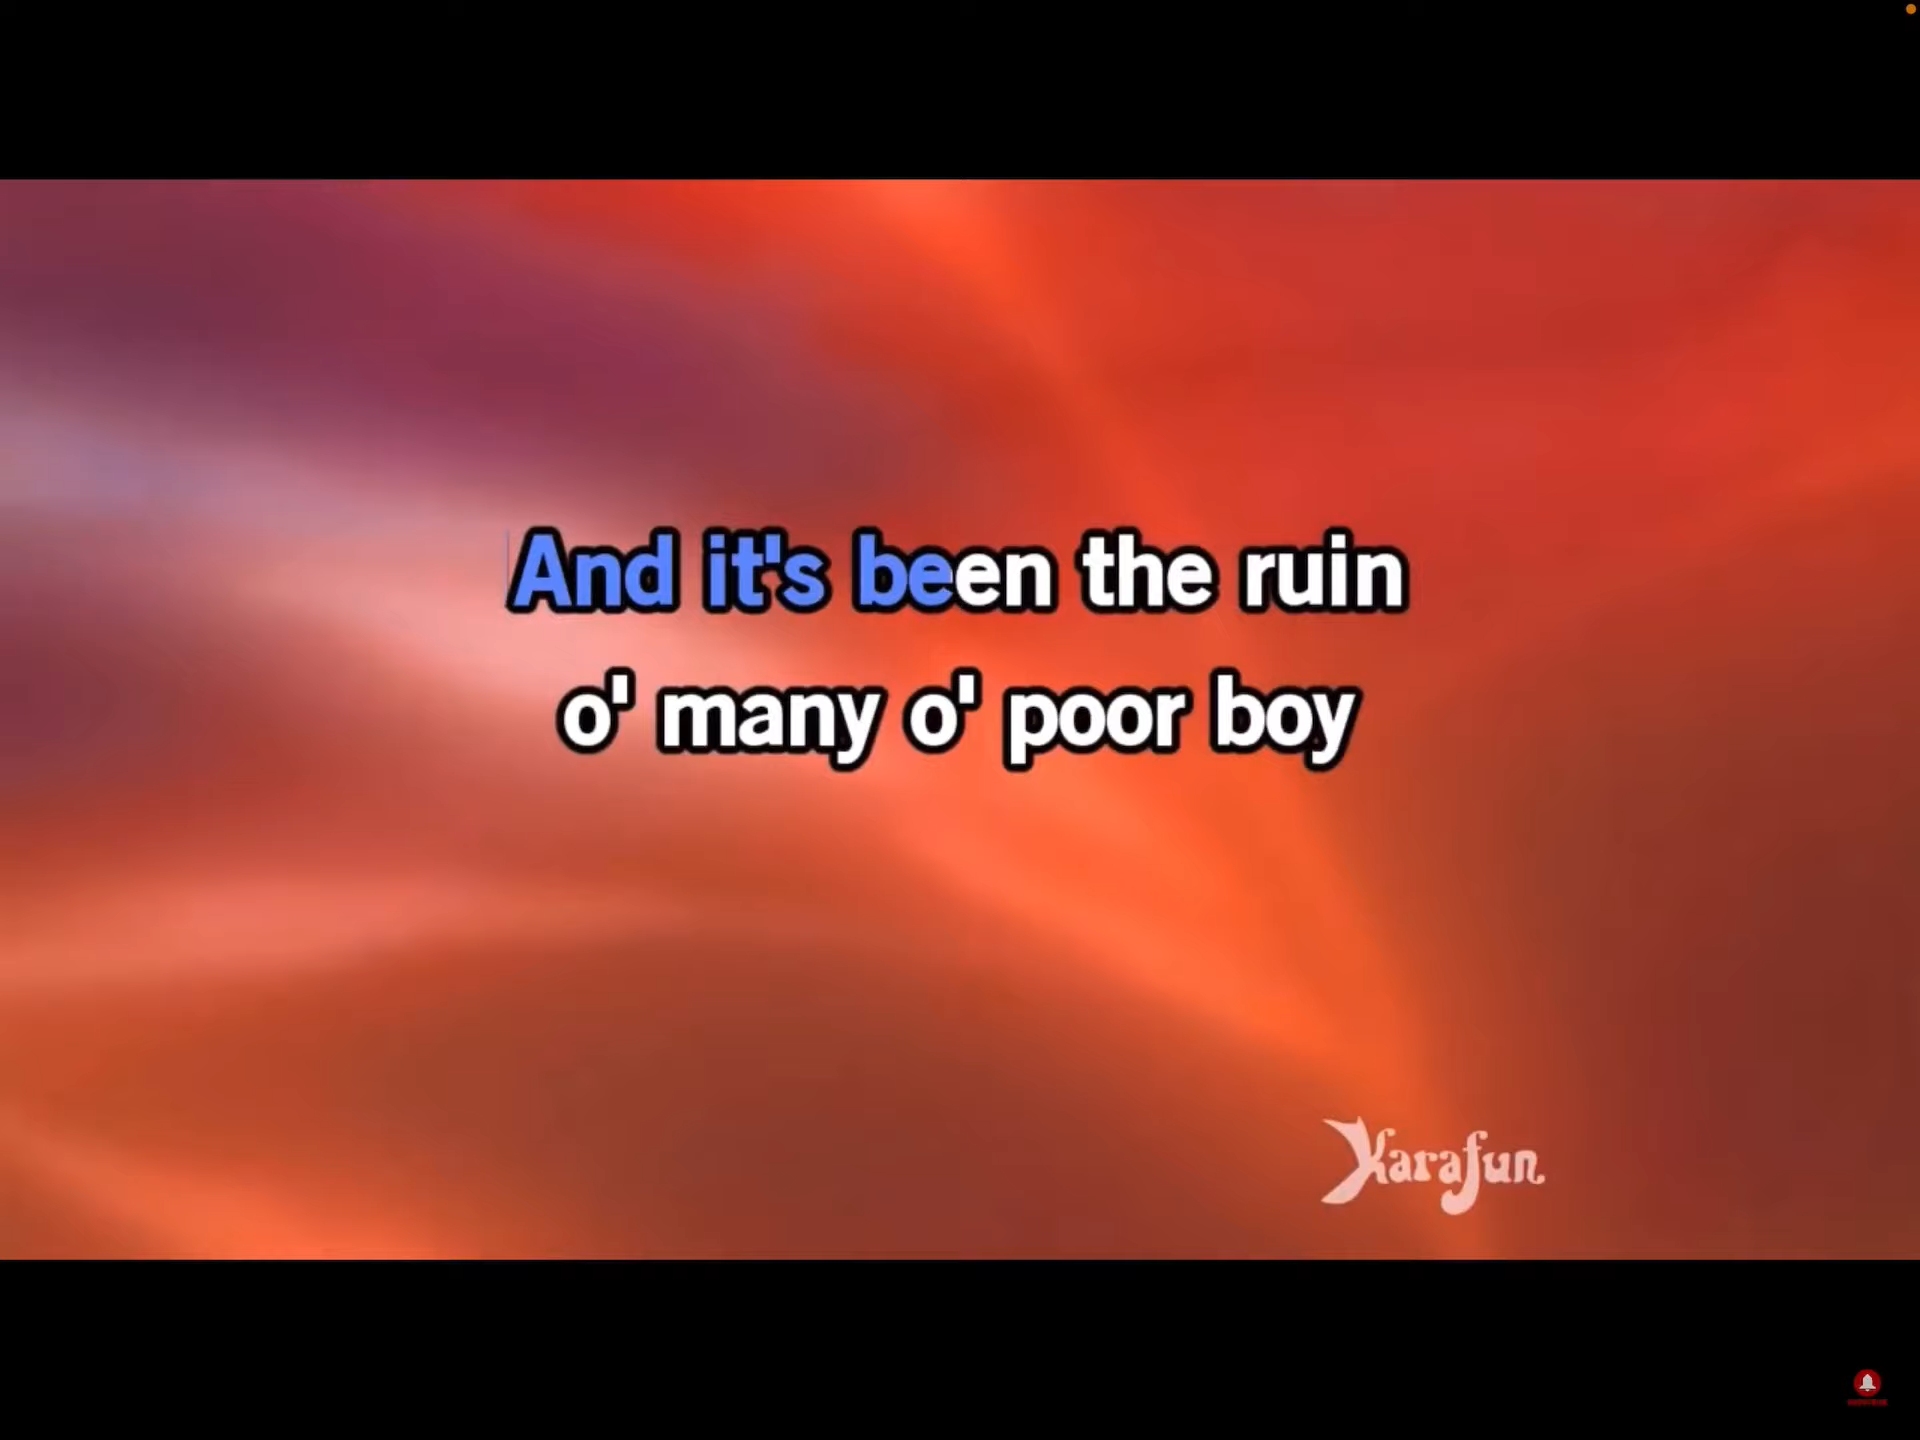 And it's been the ruin
o' many o' poor boy
Karafun